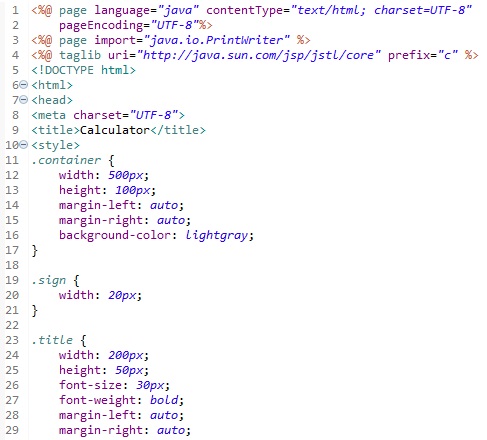 1 <%@ page language="java" contentType="text/html; charset=UTF-8"
2     pageEncoding="UTF-8"%>
3 <%@ page import="java.io.PrintWriter" %>
4 <%@ taglib uri="http://java.sun.com/jsp/jstl/core" prefix="c" %>
5 <!DOCTYPE html>
6 <html>
7 <head>
8 <meta charset="UTF-8">
9 <title>Calculator</title>
10 <style>
11 .container {
12     width: 500px;
13     height: 100px;
14     margin-left: auto;
15     margin-right: auto;
16     background-color: lightgray;
17 }
18
19 .sign {
20     width: 20px;
21 }
22
23 .title {
24     width: 200px;
25     height: 50px;
26     font-size: 30px;
27     font-weight: bold;
28     margin-left: auto;
29     margin-right: auto;